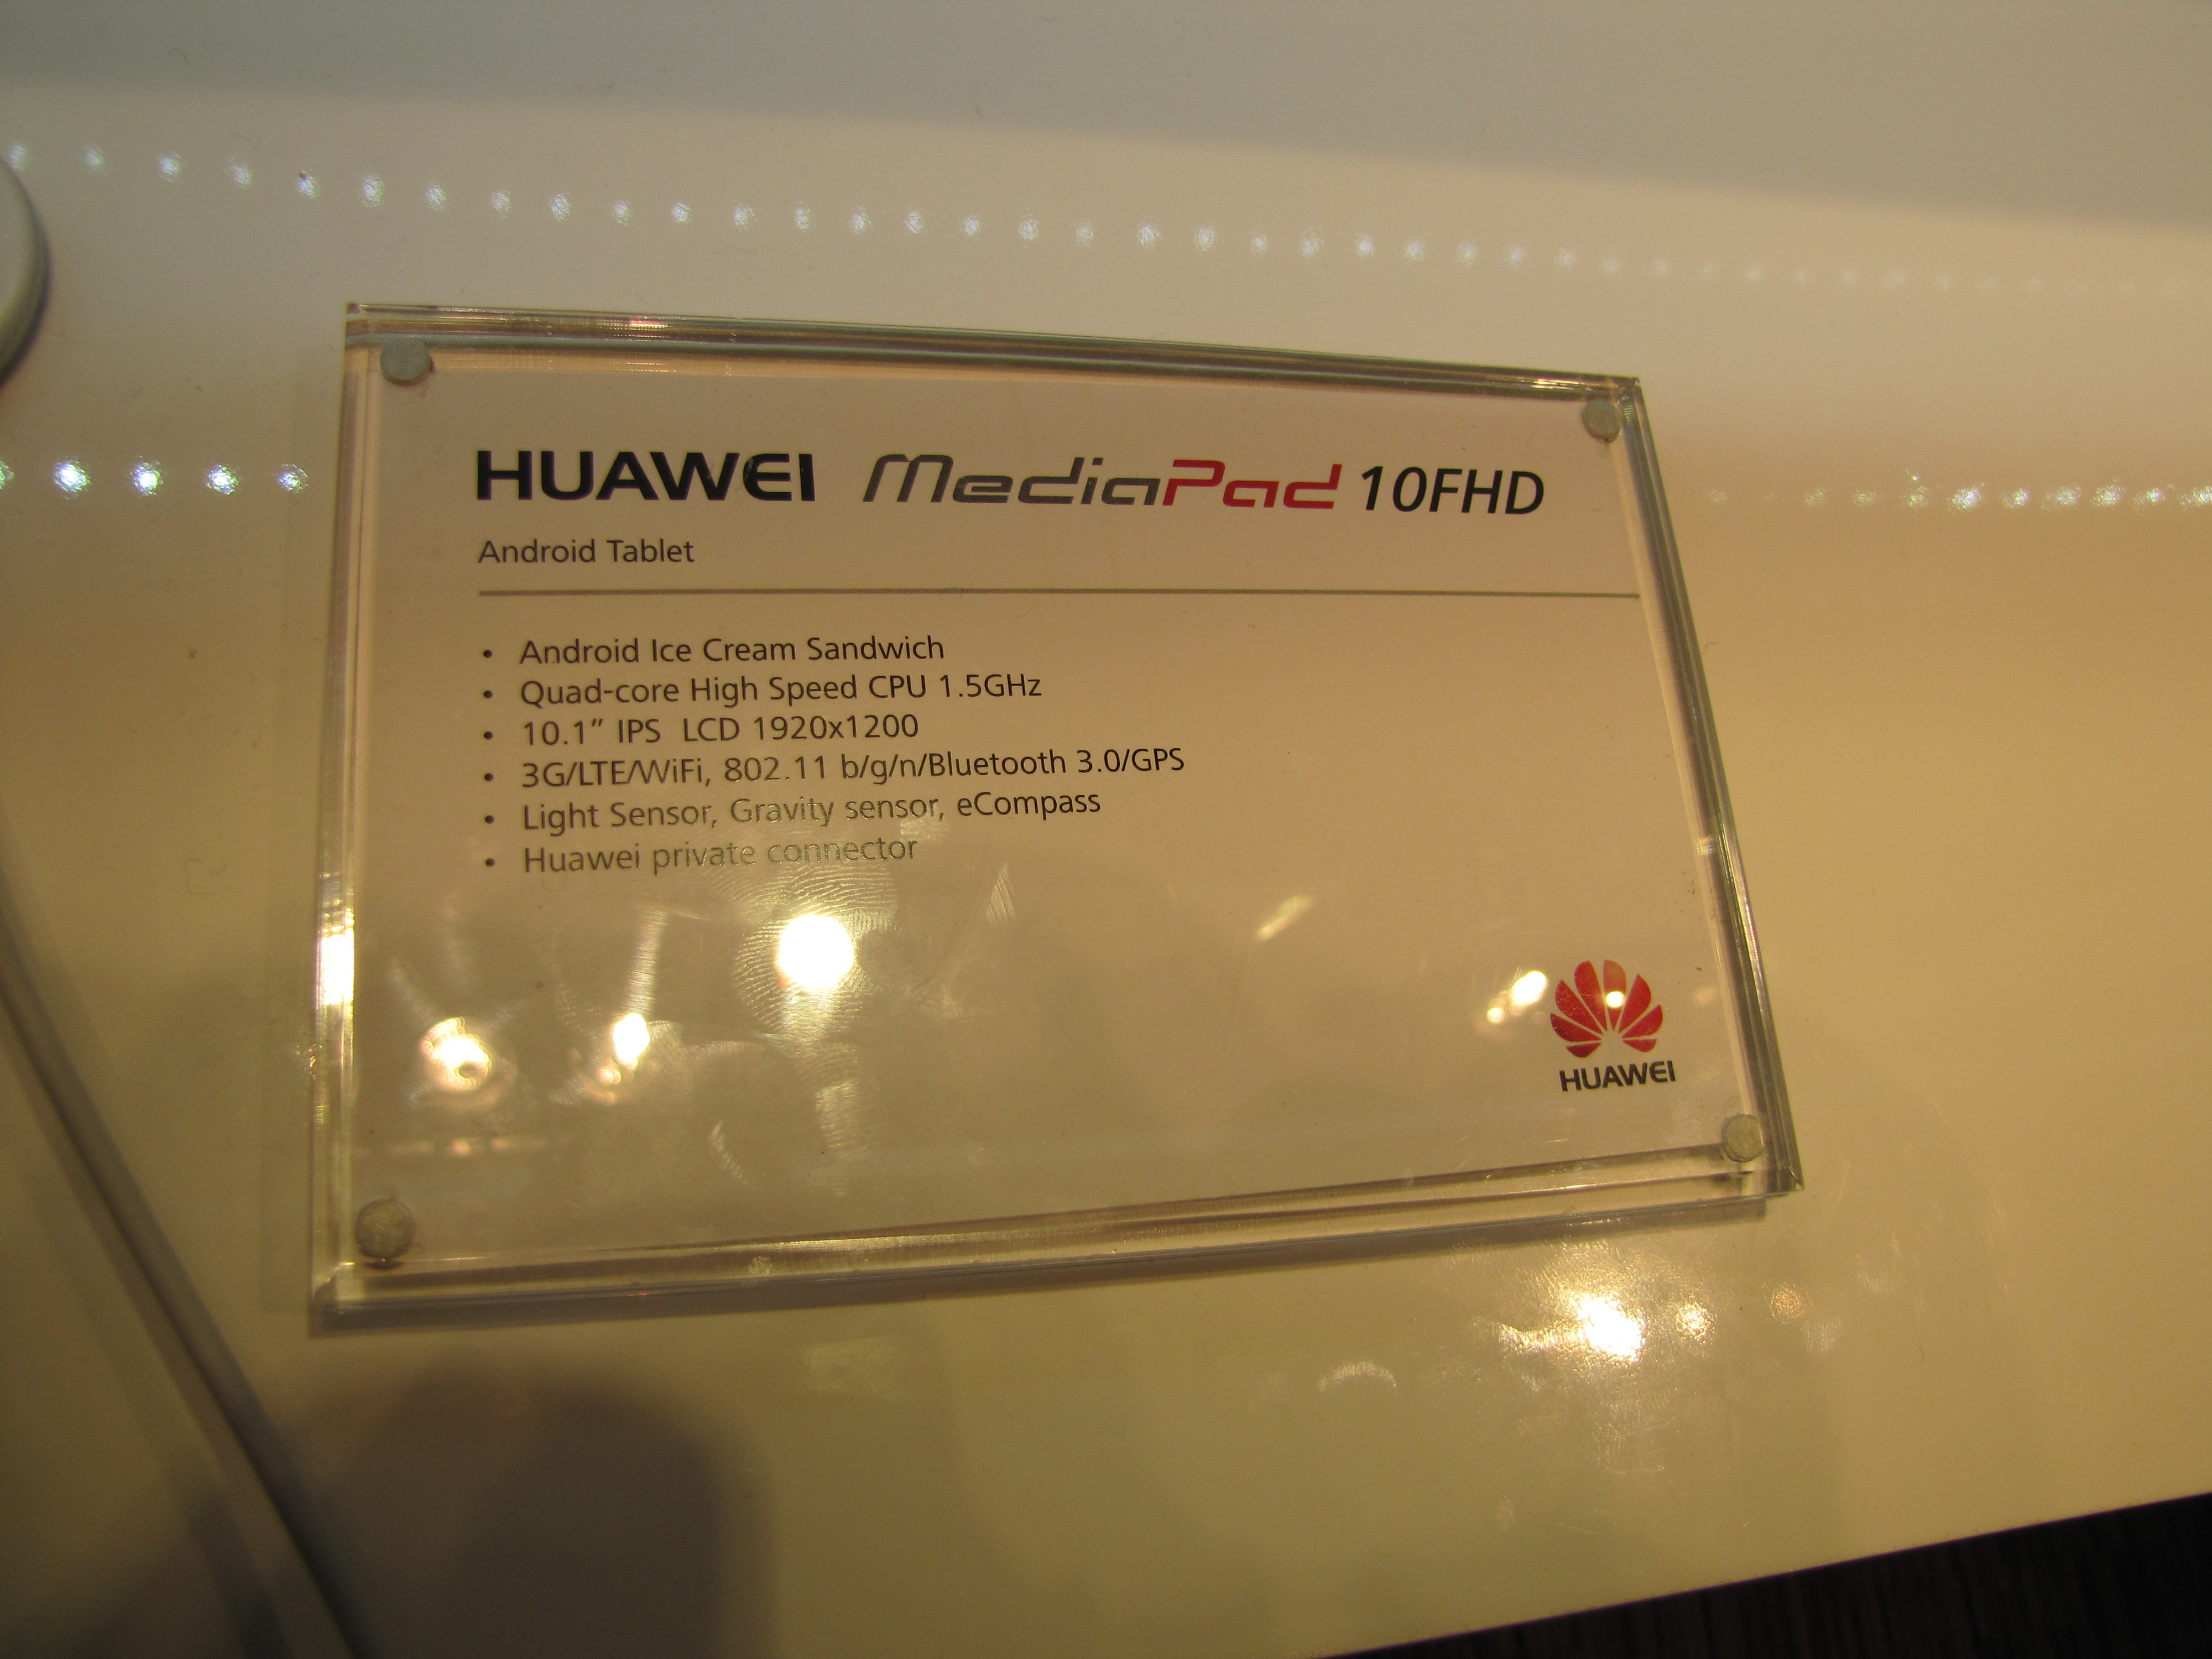 HUAWEI MediaPad 10FHD
Android Tablet
• Android Ice Cream Sandwich
• Quad-core High Speed CPU 1.5GHz
• 10.1” IPS LCD 1920x1200
• 3G/LTE/WiFi, 802.11 b/g/n/Bluetooth 3.0/GPS
• Light Sensor, Gravity sensor, eCompass
• Huawei private connector
HUAWEI